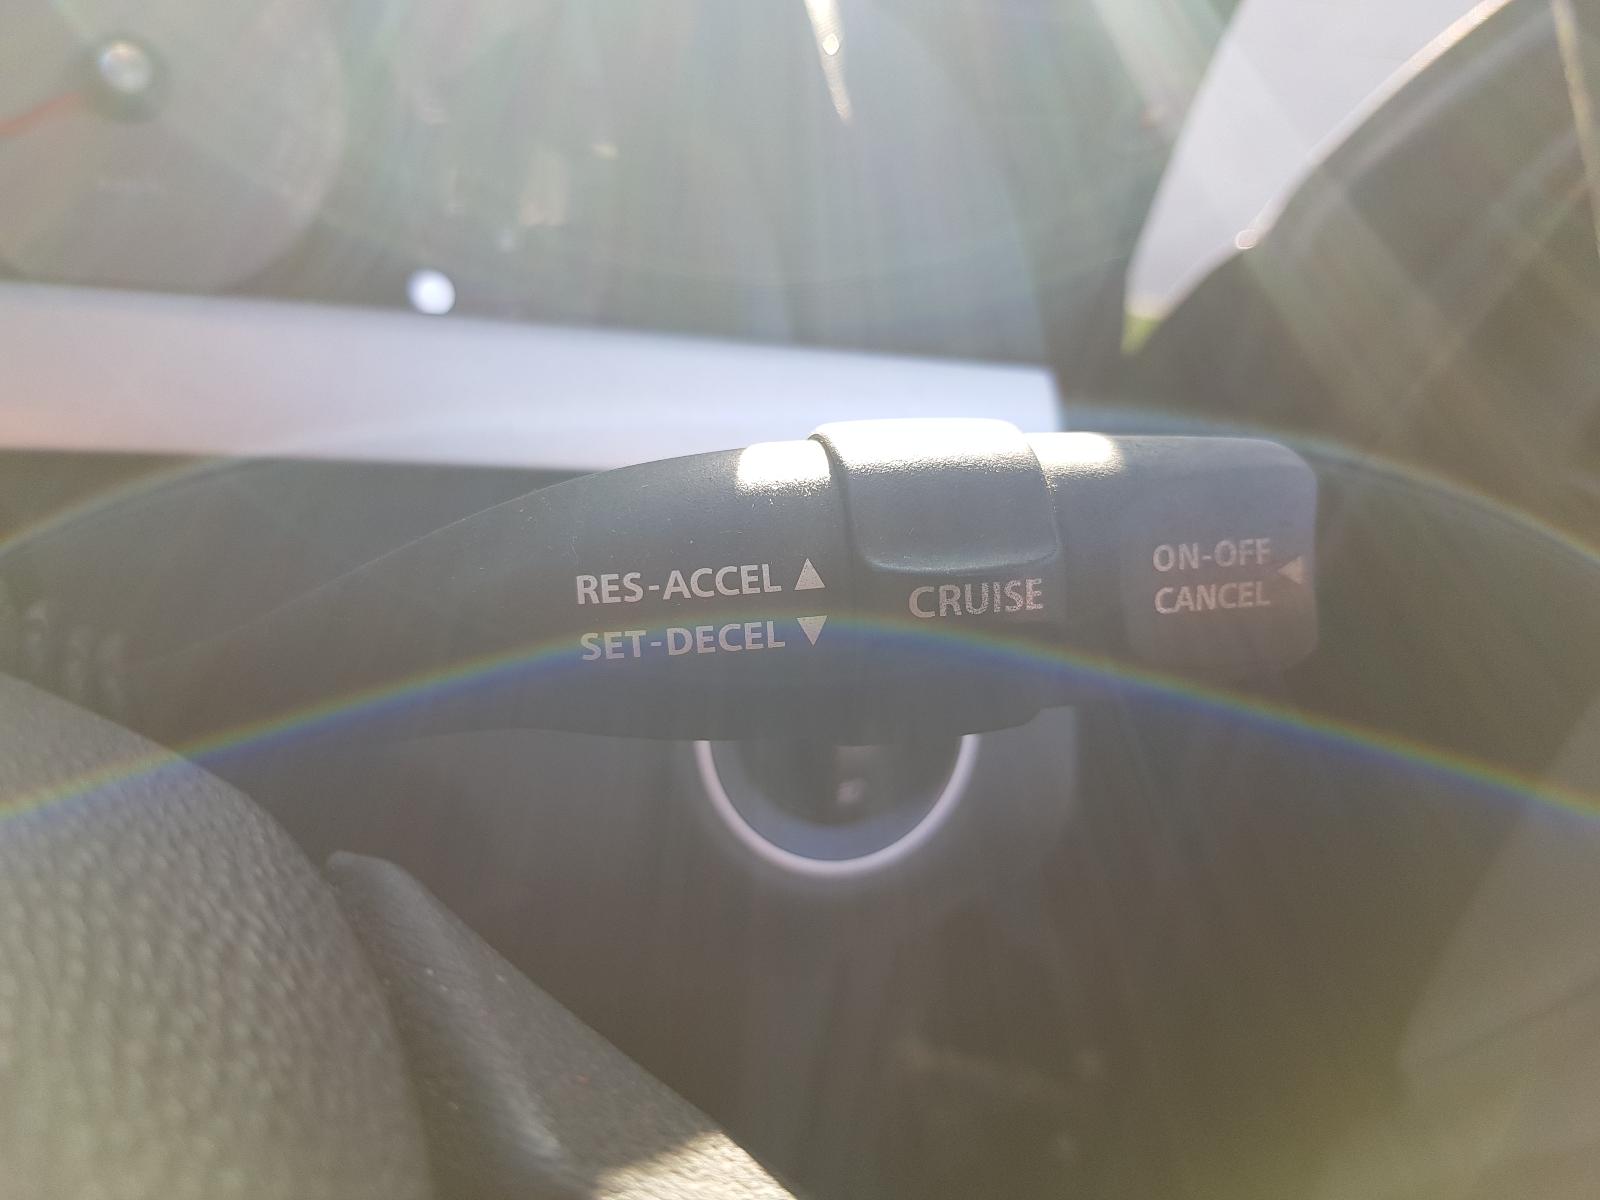 RES-ACCEL ▲
SET-DECEL ▼
CRUISE
ON-OFF
CANCEL ◀